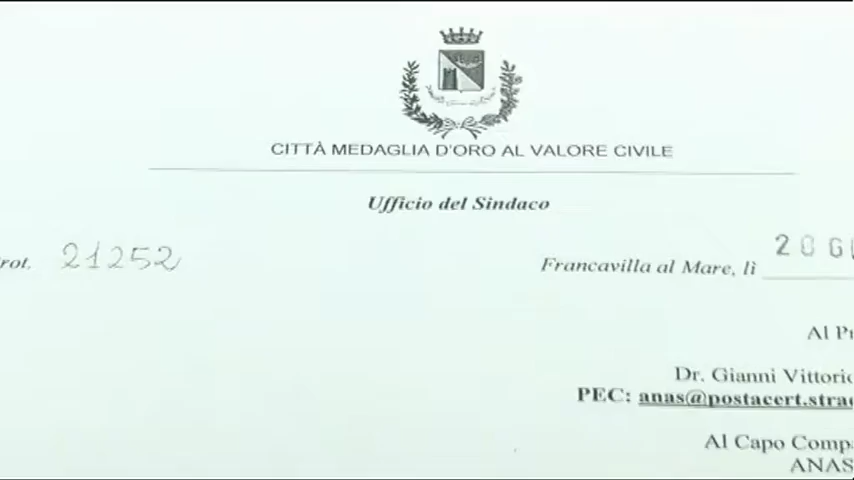 CITTÀ MEDAGLIA D'ORO AL VALORE CIVILE
Ufficio del Sindaco
rot. 21252
Francavilla al Mare, lì 20 G
Al P
Dr. Gianni Vittorio
PEC: anas@postacert.stra
Al Capo Comp
ANAS